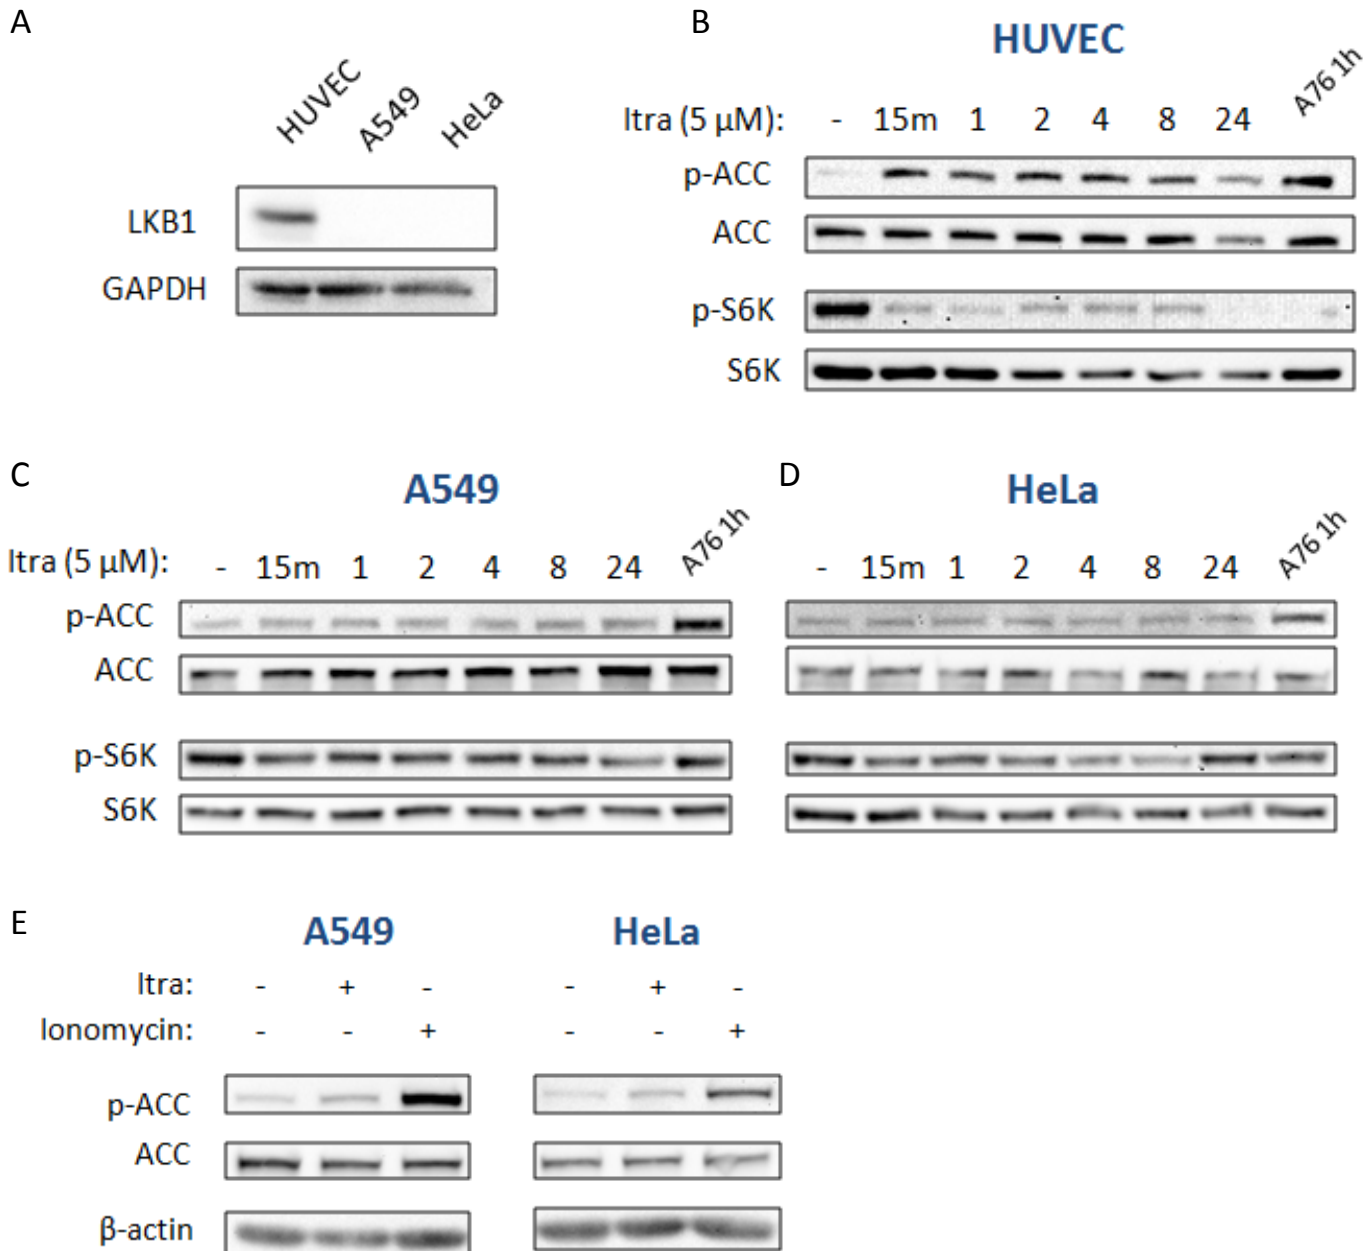 A
HUVEC
A549
HeLa
LKB1
GAPDH
B
HUVEC
Itra (5 µM): - 15m 1 2 4 8 24 A76 1h
p-ACC
ACC
p-S6K
S6K
C
A549
Itra (5 µM): - 15m 1 2 4 8 24 A76 1h
p-ACC
ACC
p-S6K
S6K
D
HeLa
- 15m 1 2 4 8 24 A76 1h
E
A549 HeLa
Itra: - + - - + -
Ionomycin: - - + - - +
p-ACC
ACC
β-actin